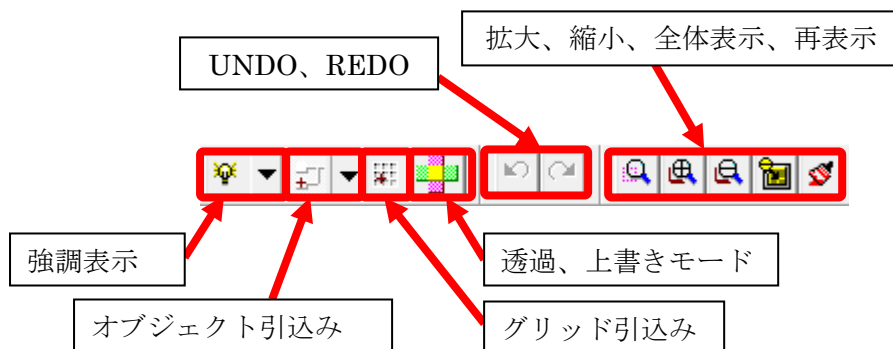 拡大、縮小、全体表示、再表示
UNDO、REDO
強調表示
透過、上書きモード
オブジェクト引込み
グリッド引込み